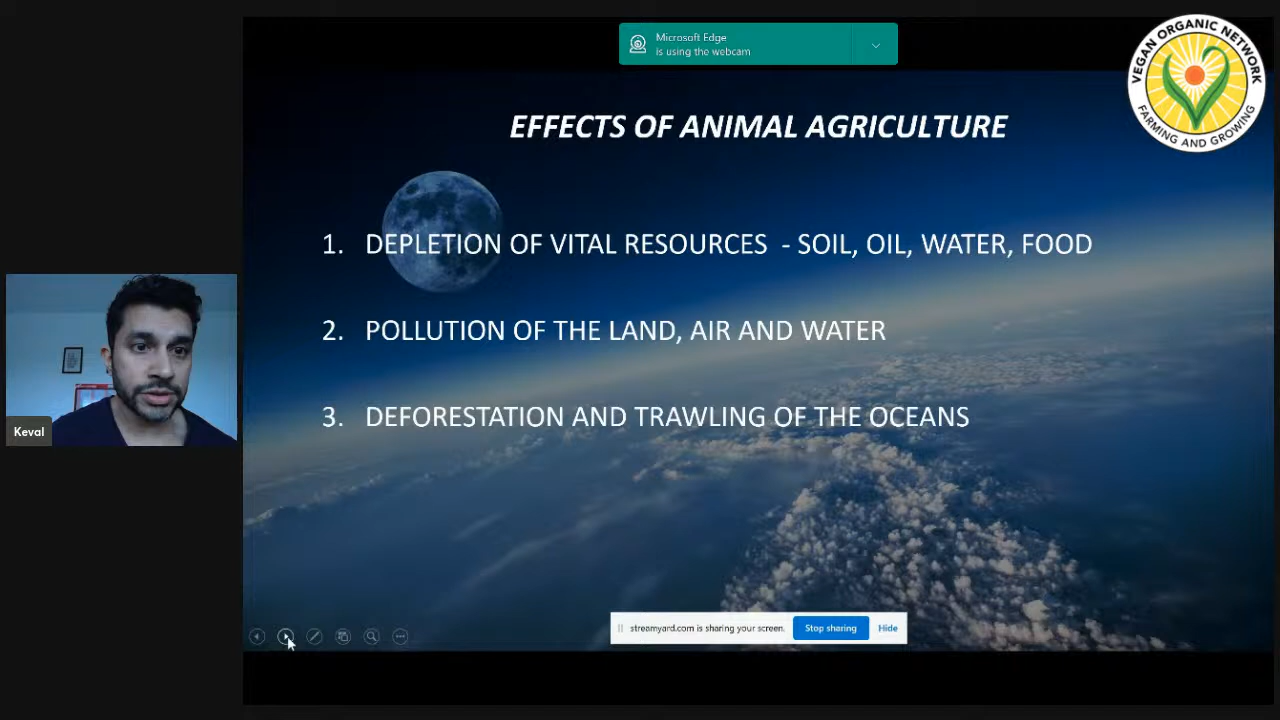 Microsoft Edge
is using the webcam
VEGAN ORGANIC NETWORK
FARMING AND GROWING
EFFECTS OF ANIMAL AGRICULTURE
1. DEPLETION OF VITAL RESOURCES - SOIL, OIL, WATER, FOOD
2. POLLUTION OF THE LAND, AIR AND WATER
3. DEFORESTATION AND TRAWLING OF THE OCEANS
Keval
streamyard.com is sharing your screen. Stop sharing Hide